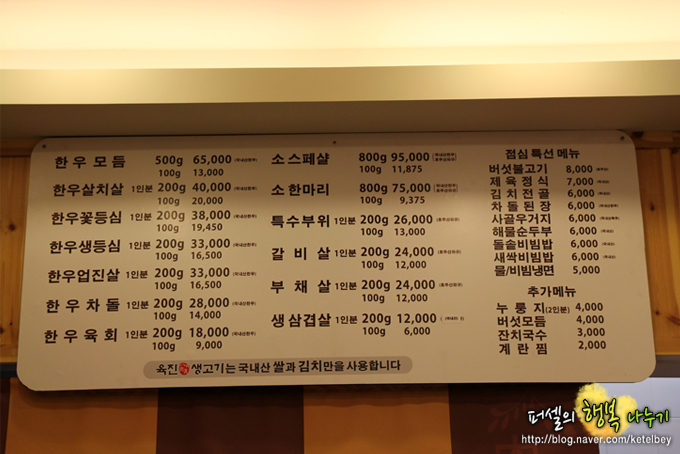 한우모듬 500g 65,000
100g 13,000
한우살치살 1인분 200g 40,000
100g 20,000
한우꽃등심 1인분 200g 38,000
100g 19,450
한우생등심 1인분 200g 33,000
100g 16,500
한우업진살 1인분 200g 33,000
100g 16,500
한우차돌 1인분 200g 28,000
100g 14,000
한우육회 1인분 200g 18,000
100g 9,000
소스페샬 800g 95,000
100g 11,875
소한마리 800g 75,000
100g 9,375
특수부위 1인분 200g 26,000
100g 13,000
갈비살 1인분 200g 24,000
100g 12,000
부채살 1인분 200g 24,000
100g 12,000
생삼겹살 1인분 200g 12,000
100g 6,000
점심 특선 메뉴
버섯불고기 8,000
제육정식 7,000
김치전골 6,000
차돌된장 6,000
사골우거지 6,000
해물순두부 6,000
돌솥비빔밥 6,000
새싹비빔밥 6,000
물/비빔냉면 5,000
추가메뉴
누룽지(2인분) 4,000
버섯모듬 4,000
잔치국수 3,000
계란찜 2,000
육진 생고기는 국내산 쌀과 김치만을 사용합니다
퍼셀의 행복 나누기
http://blog.naver.com/ketelbey